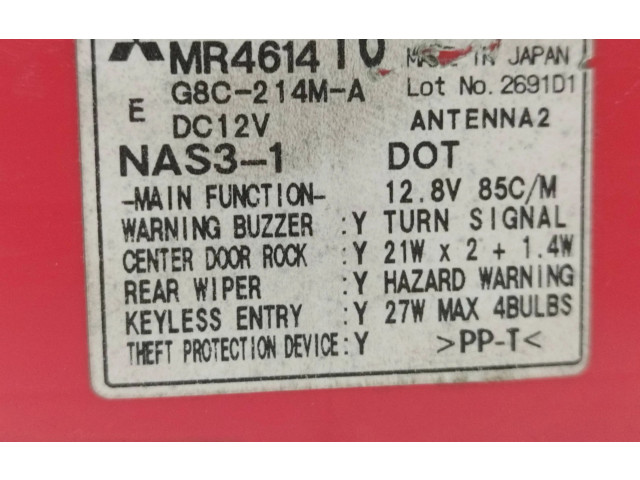 MR461410 MADE IN JAPAN
G8C-214M-A Lot No. 2691D1
E DC12V ANTENNA2
NAS3-1 DOT
-MAIN FUNCTION- 12.8V 85C/M
WARNING BUZZER :Y TURN SIGNAL
CENTER DOOR ROCK :Y 21W x 2 + 1.4W
REAR WIPER :Y HAZARD WARNING
KEYLESS ENTRY :Y 27W MAX 4BULBS
THEFT PROTECTION DEVICE:Y >PP-T<